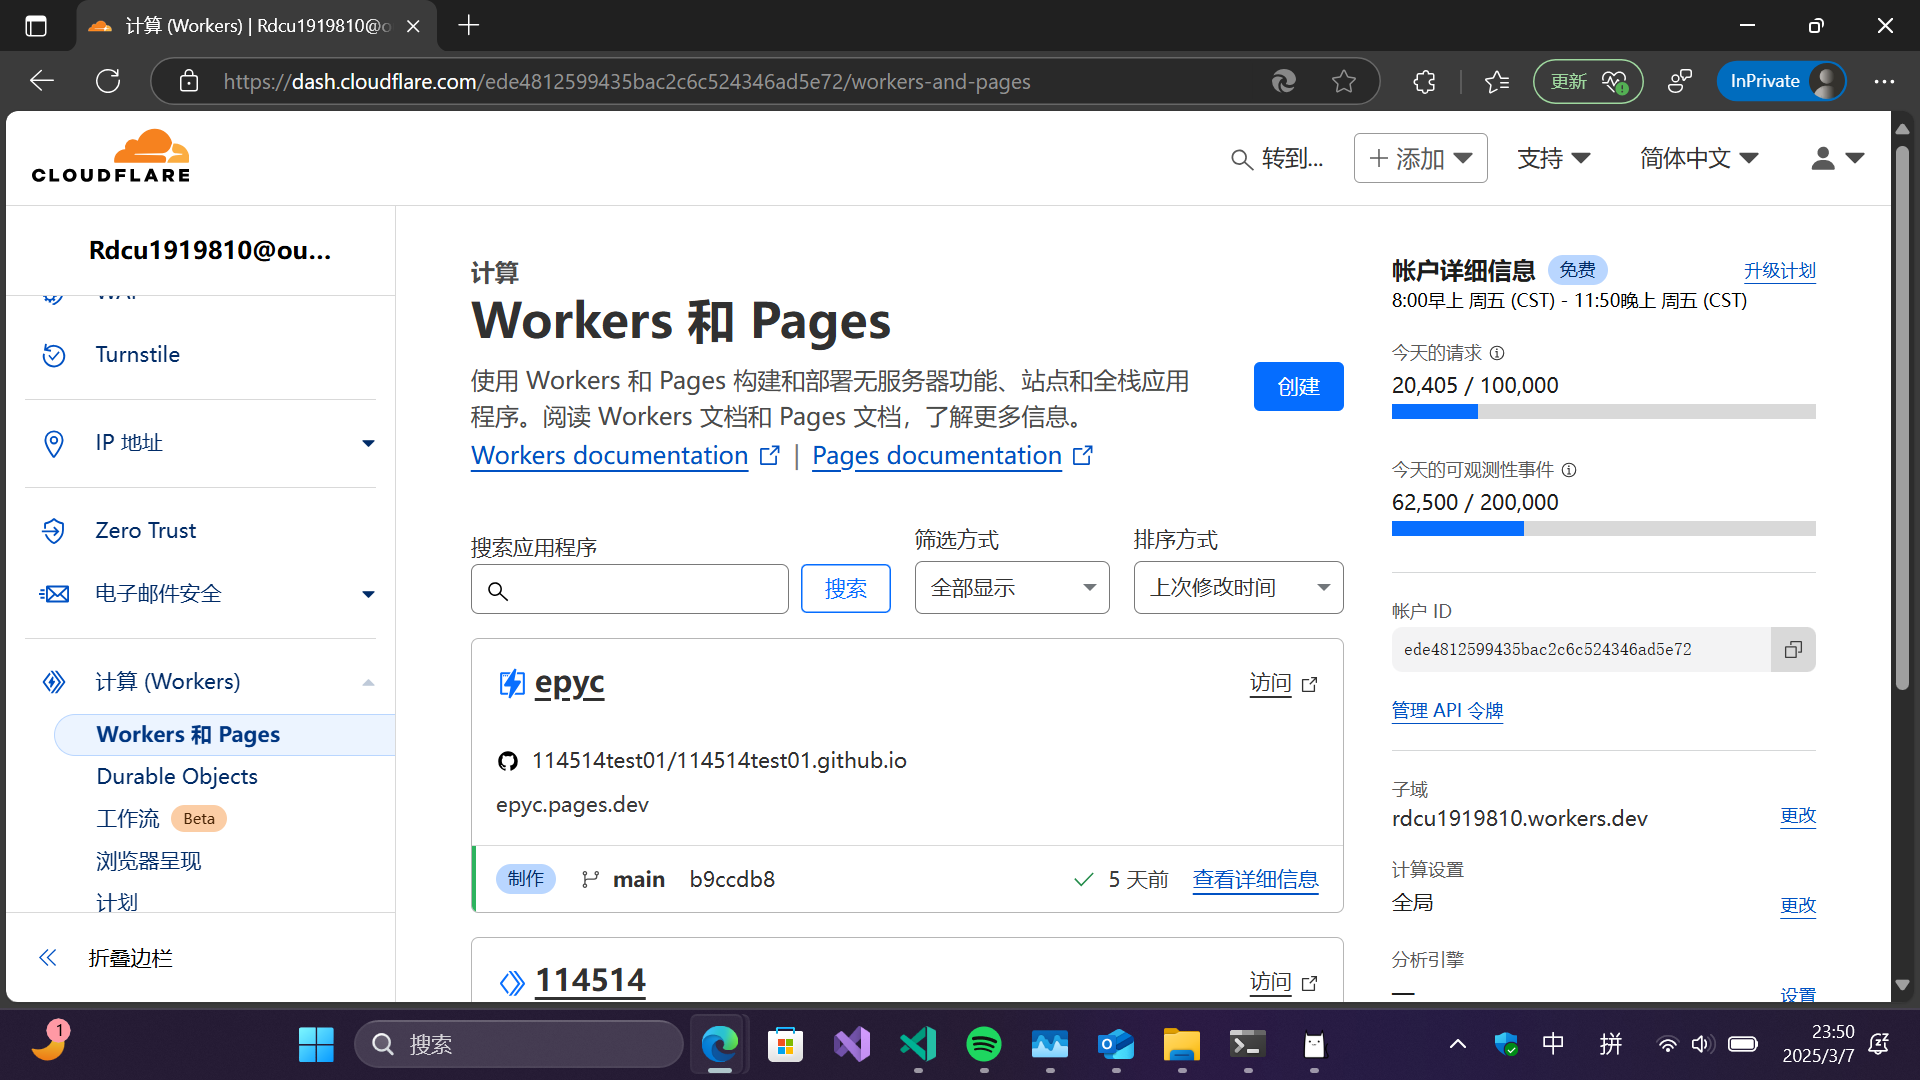 计算 (Workers) | Rdcu1919810@o
https://dash.cloudflare.com/ede4812599435bac2c6c524346ad5e72/workers-and-pages
更新
InPrivate
CLOUDFLARE
转到...
添加
支持
简体中文
Rdcu1919810@ou...
WAF
Turnstile
IP 地址
Zero Trust
电子邮件安全
计算 (Workers)
Workers 和 Pages
Durable Objects
工作流 Beta
浏览器呈现
计划
折叠边栏
计算
Workers 和 Pages
使用 Workers 和 Pages 构建和部署无服务器功能、站点和全栈应用
程序。阅读 Workers 文档和 Pages 文档，了解更多信息。
Workers documentation | Pages documentation
创建
搜索应用程序
搜索
筛选方式
全部显示
排序方式
上次修改时间
epyc
访问
114514test01/114514test01.github.io
epyc.pages.dev
制作 main b9ccdb8 5 天前 查看详细信息
114514
访问
帐户详细信息 免费 升级计划
8:00早上 周五 (CST) - 11:50晚上 周五 (CST)
今天的请求
20,405 / 100,000
今天的可观测性事件
62,500 / 200,000
帐户 ID
ede4812599435bac2c6c524346ad5e72
管理 API 令牌
子域
rdcu1919810.workers.dev 更改
计算设置
全局 更改
分析引擎
— 设置
1
搜索
中
拼
23:50
2025/3/7